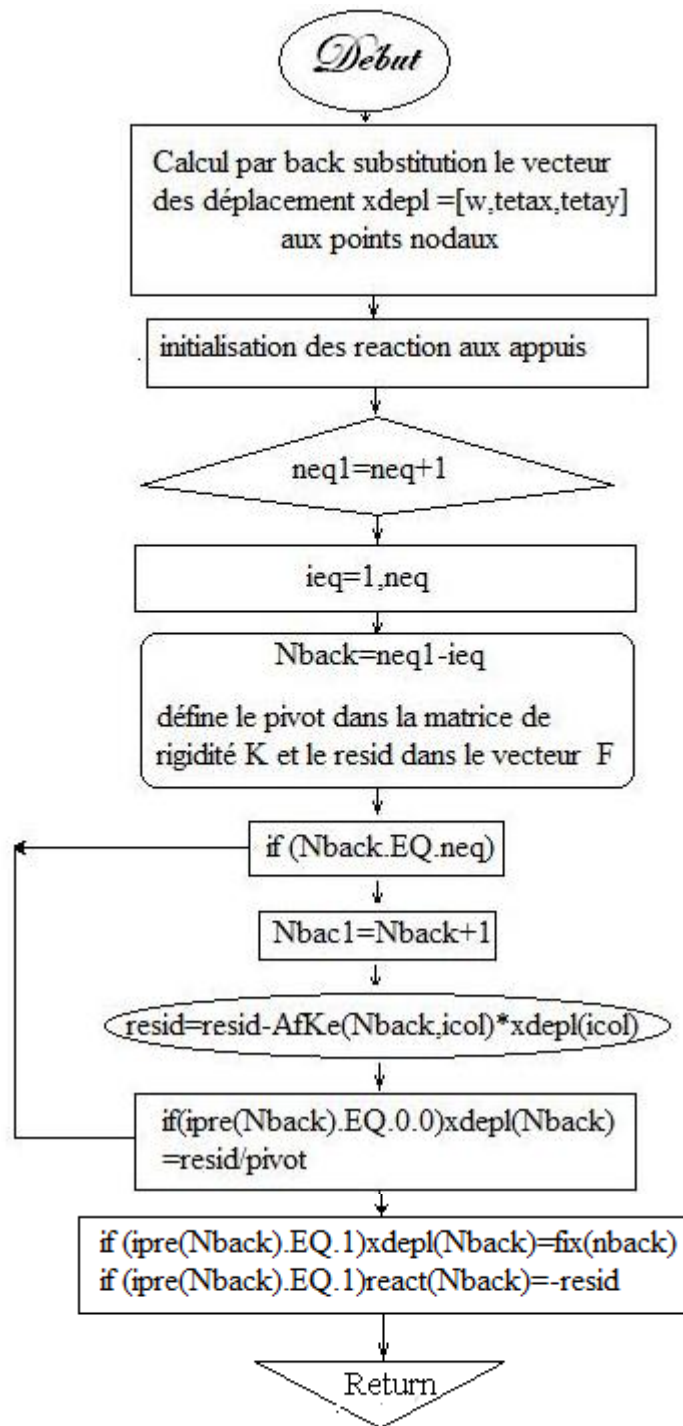 Début
Calcul par back substitution le vecteur
des déplacement xdepl =[w,tetax,tetay]
aux points nodaux
initialisation des reaction aux appuis
neq1=neq+1
ieq=1,neq
Nback=neq1-ieq
défine le pivot dans la matrice de
rigidité K et le resid dans le vecteur F
if (Nback.EQ.neq)
Nbac1=Nback+1
resid=resid-AfKe(Nback,icol)*xdepl(icol)
if(ipre(Nback).EQ.0.0)xdepl(Nback)
=resid/pivot
if (ipre(Nback).EQ.1)xdepl(Nback)=fix(nback)
if (ipre(Nback).EQ.1)react(Nback)=-resid
Return